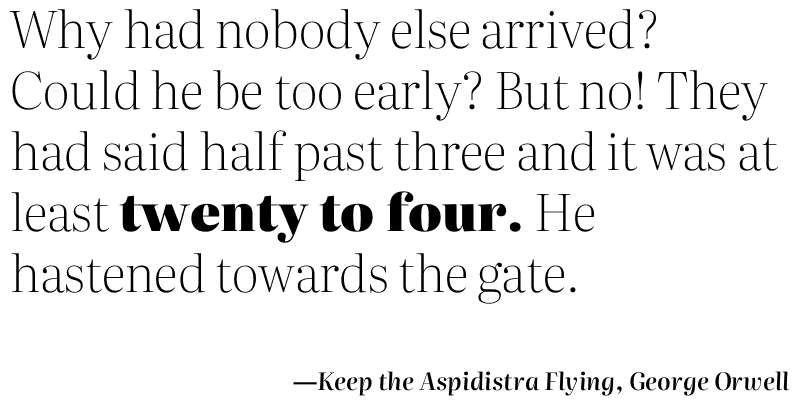 Why had nobody else arrived?
Could he be too early? But no! They
had said half past three and it was at
least twenty to four. He
hastened towards the gate.
—Keep the Aspidistra Flying, George Orwell